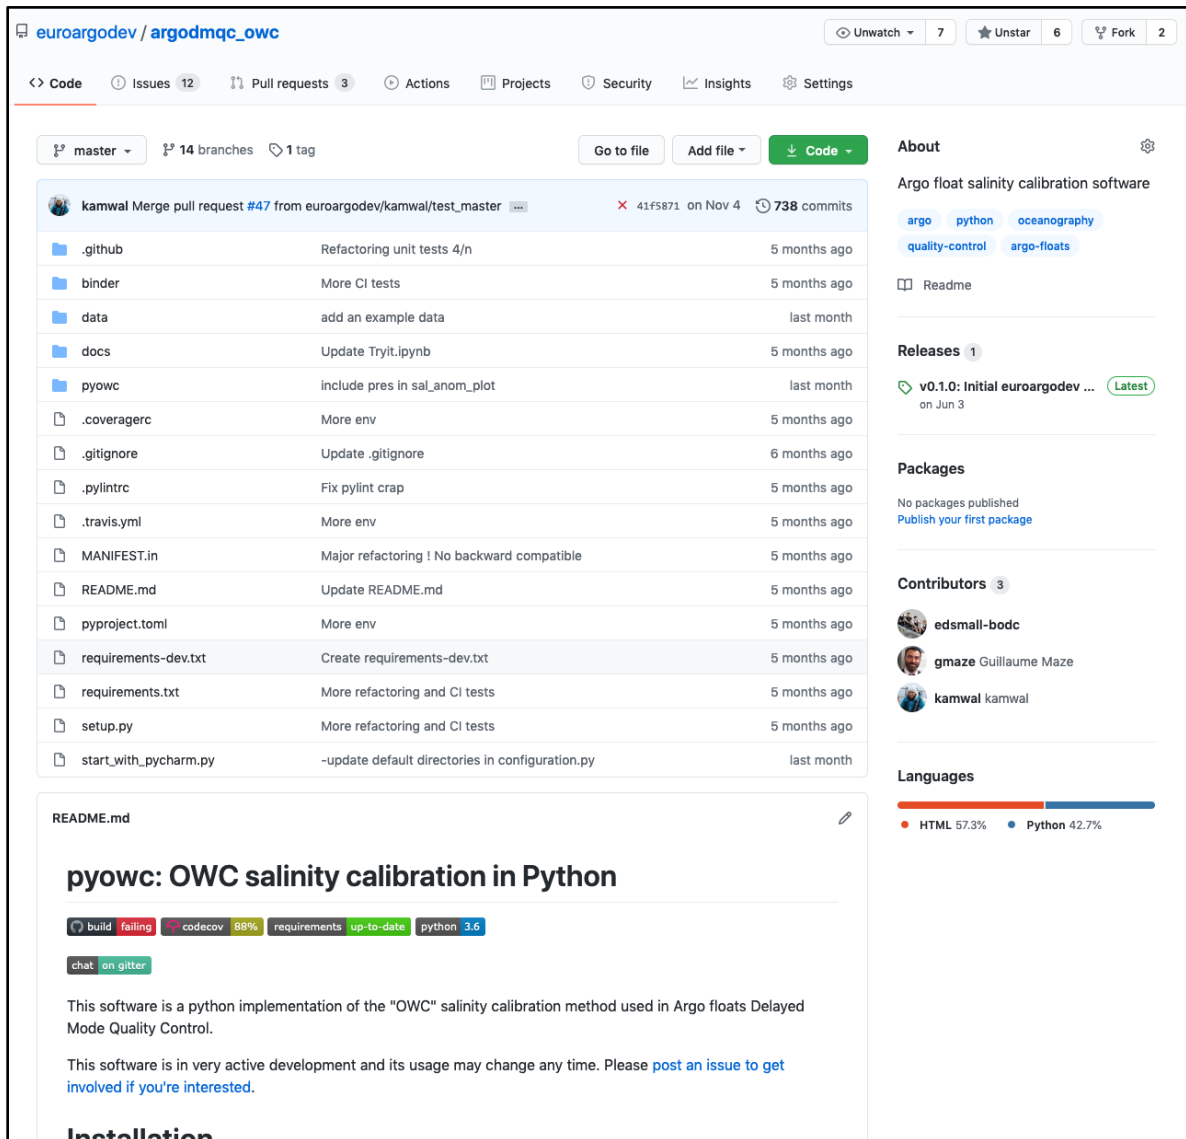 euroargodev / argodmqc_owc
Unwatch 7 Unstar 6 Fork 2
Code Issues 12 Pull requests 3 Actions Projects Security Insights Settings
master 14 branches 1 tag Go to file Add file Code
kamwal Merge pull request #47 from euroargodev/kamwal/test_master ... 41f5871 on Nov 4 738 commits
.github Refactoring unit tests 4/n 5 months ago
binder More CI tests 5 months ago
data add an example data last month
docs Update Tryit.ipynb 5 months ago
pyowc include pres in sal_anom_plot last month
.coveragerc More env 5 months ago
.gitignore Update .gitignore 6 months ago
.pylintrc Fix pylint crap 5 months ago
.travis.yml More env 5 months ago
MANIFEST.in Major refactoring ! No backward compatible 5 months ago
README.md Update README.md 5 months ago
pyproject.toml More env 5 months ago
requirements-dev.txt Create requirements-dev.txt 5 months ago
requirements.txt More refactoring and CI tests 5 months ago
setup.py More refactoring and CI tests 5 months ago
start_with_pycharm.py -update default directories in configuration.py last month
README.md
pyowc: OWC salinity calibration in Python
build failing codecov 88% requirements up-to-date python 3.6
chat on gitter
This software is a python implementation of the "OWC" salinity calibration method used in Argo floats Delayed
Mode Quality Control.
This software is in very active development and its usage may change any time. Please post an issue to get
involved if you're interested.
Installation
About
Argo float salinity calibration software
argo python oceanography
quality-control argo-floats
Readme
Releases 1
v0.1.0: Initial euroargodev ... Latest
on Jun 3
Packages
No packages published
Publish your first package
Contributors 3
edsmall-bodc
gmaze Guillaume Maze
kamwal kamwal
Languages
HTML 57.3% Python 42.7%